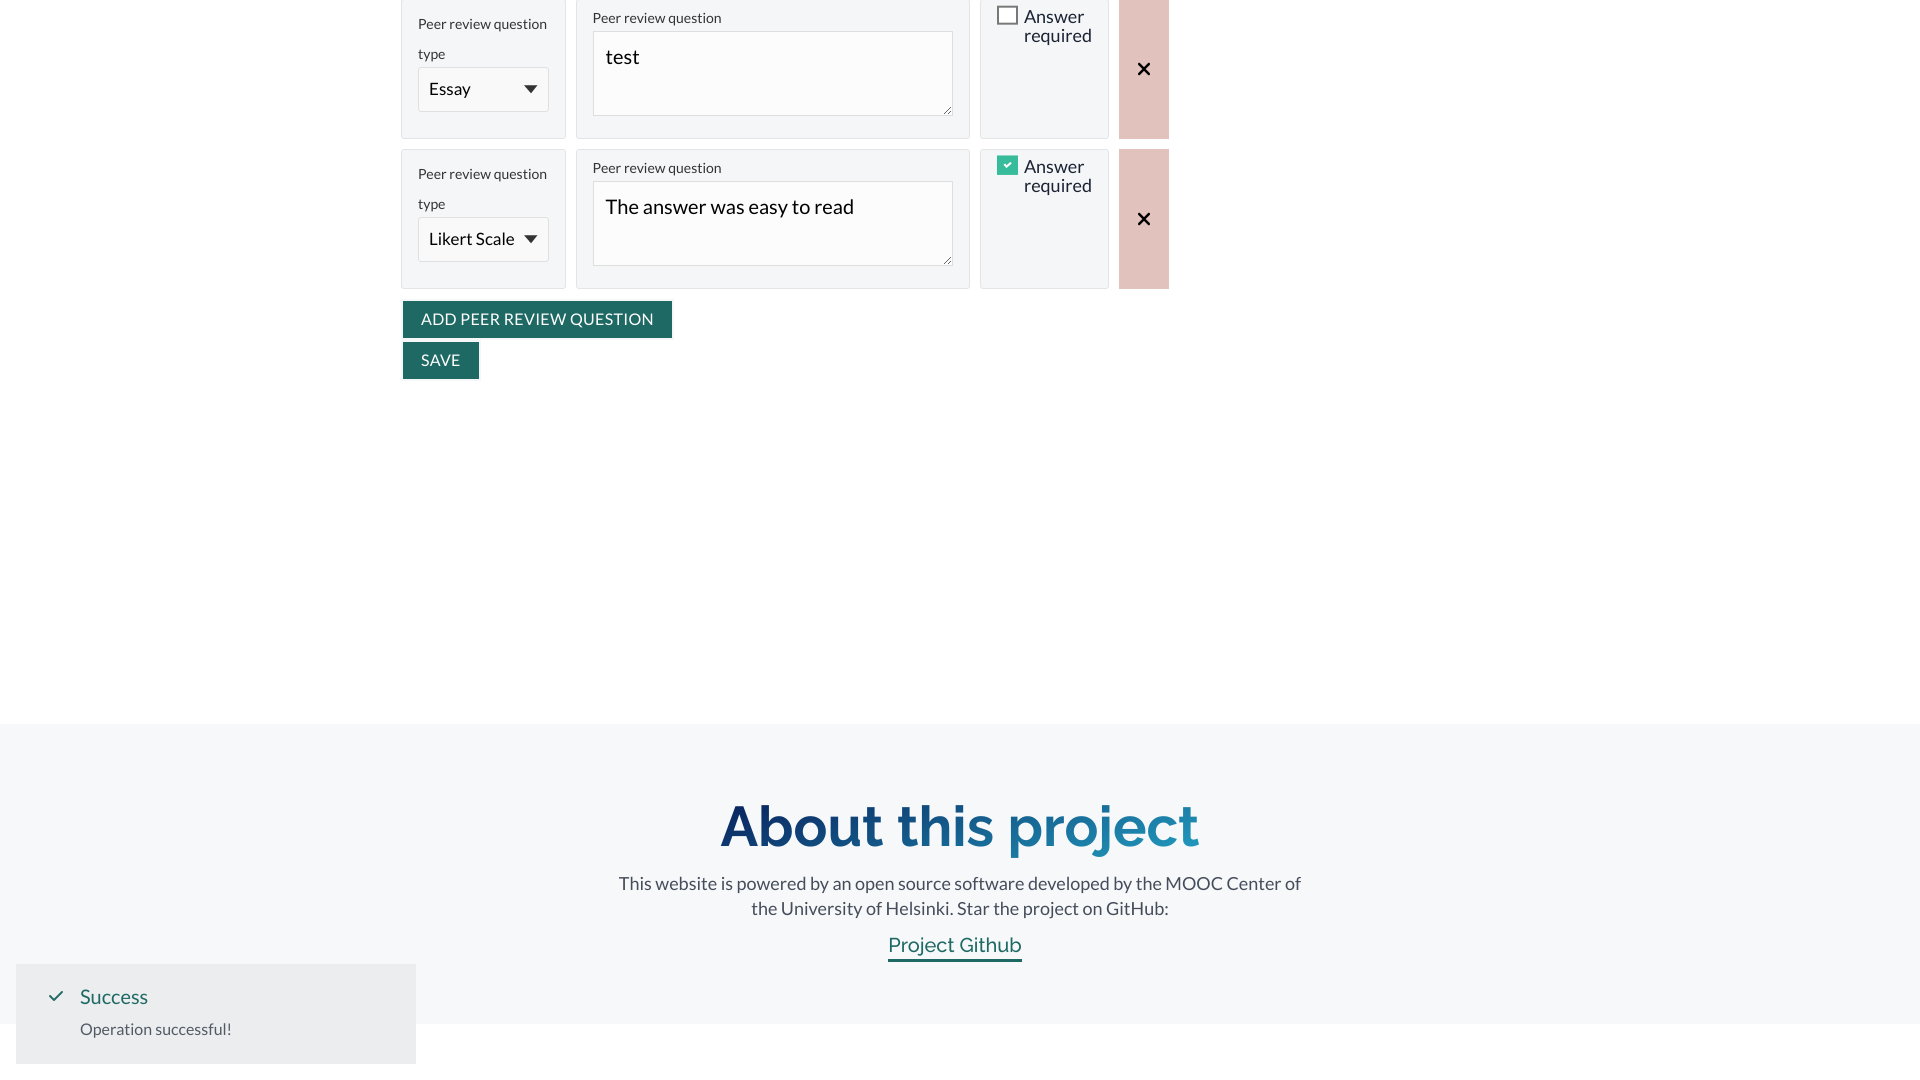 Peer review question
type
Essay
Peer review question
test
Answer
required
Peer review question
type
Likert Scale
Peer review question
The answer was easy to read
Answer
required
ADD PEER REVIEW QUESTION
SAVE
About this project
This website is powered by an open source software developed by the MOOC Center of
the University of Helsinki. Star the project on GitHub:
Project Github
Success
Operation successful!